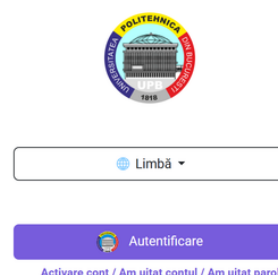 UNIVERSITATEA POLITEHNICA DIN BUCUREȘTI
UPB
1818
Limbă
Autentificare
Activare cont / Am uitat contul / Am uitat parol